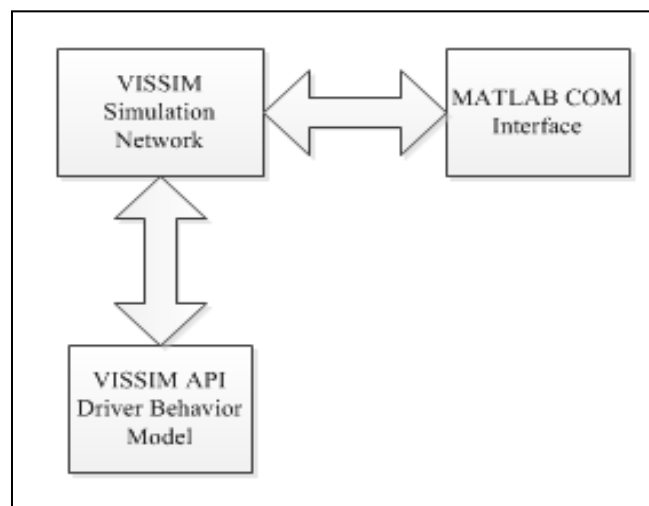 VISSIM
Simulation
Network
MATLAB COM
Interface
VISSIM API
Driver Behavior
Model